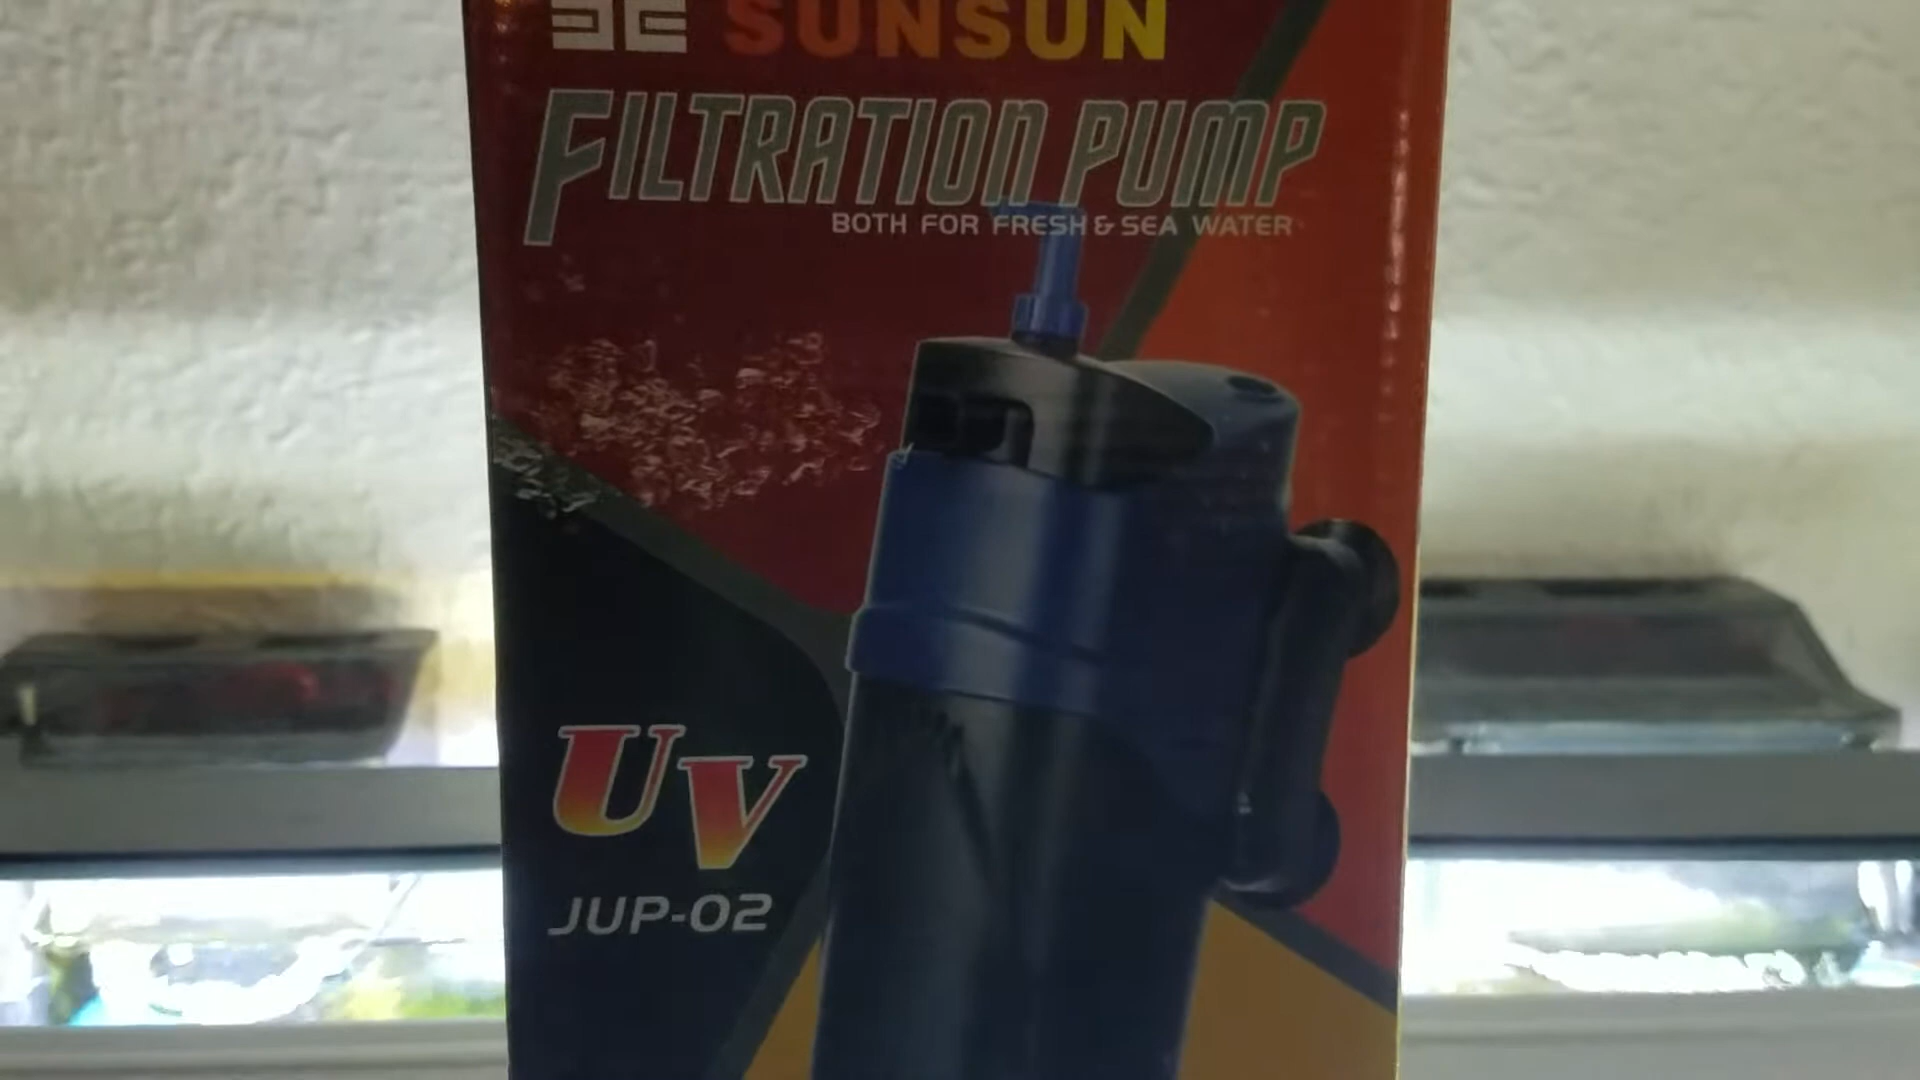 SUNSUN
FILTRATION PUMP
BOTH FOR FRESH & SEA WATER
UV
JUP-02